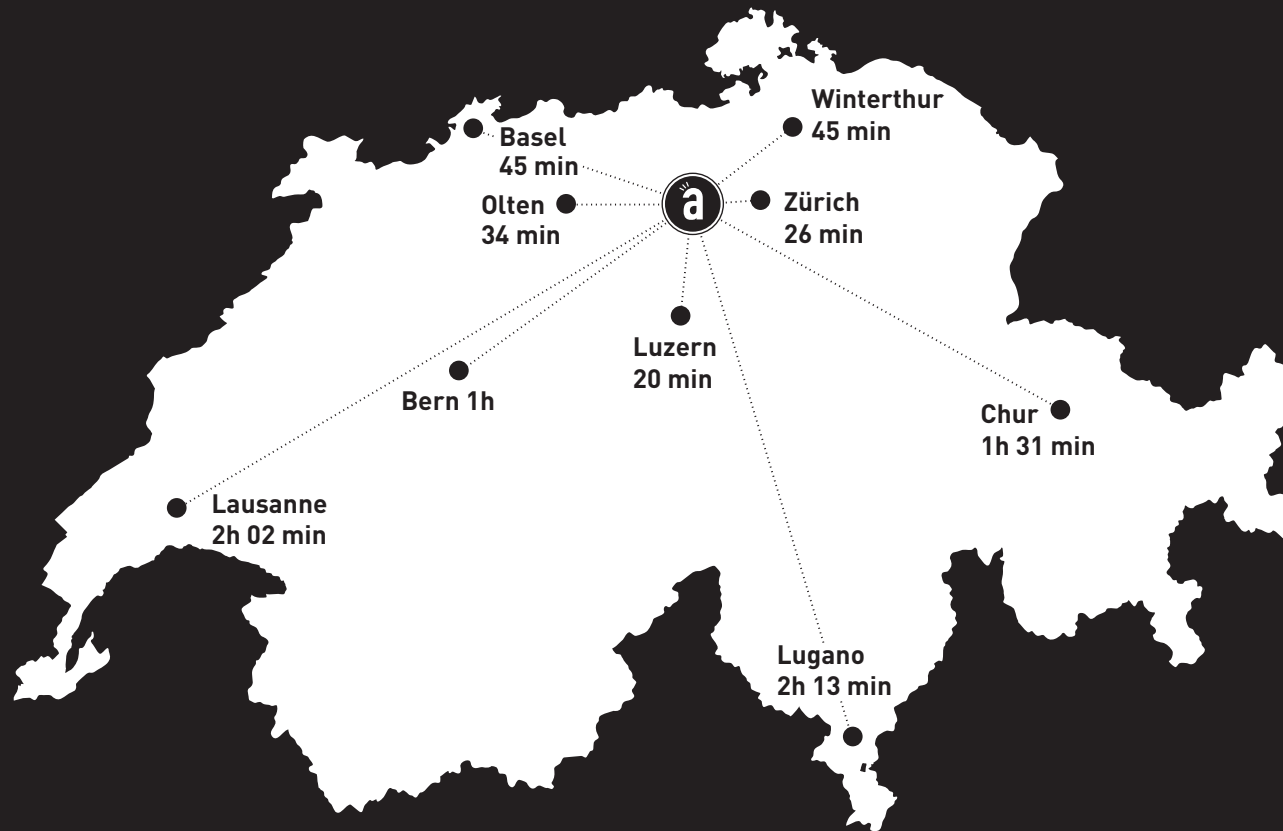 Winterthur
45 min
Basel
45 min
á
Olten
34 min
Zürich
26 min
Luzern
20 min
Bern 1h
Chur
1h 31 min
Lausanne
2h 02 min
Lugano
2h 13 min